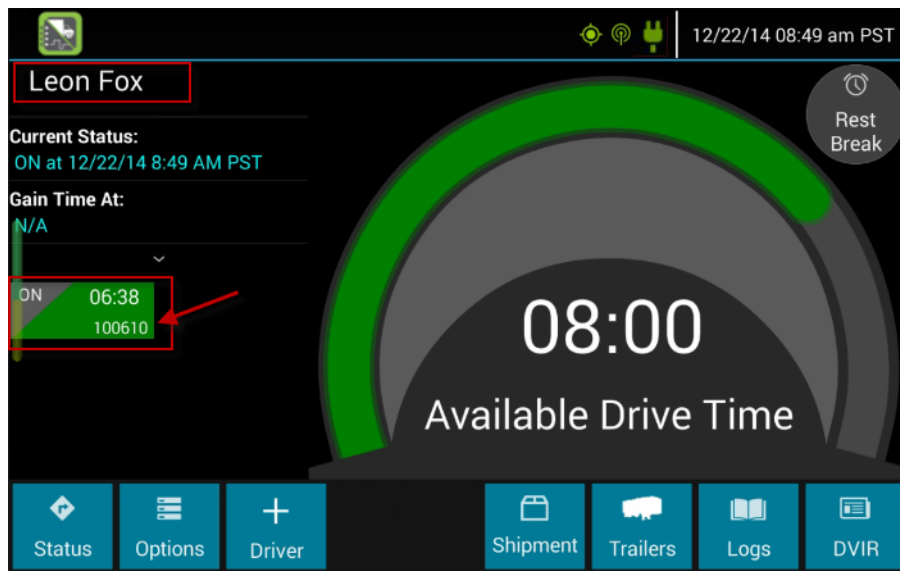 12/22/14 08:49 am PST
Leon Fox
Current Status:
ON at 12/22/14 8:49 AM PST
Gain Time At:
N/A
ON 06:38
100610
Rest
Break
08:00
Available Drive Time
Status
Options
Driver
Shipment
Trailers
Logs
DVIR